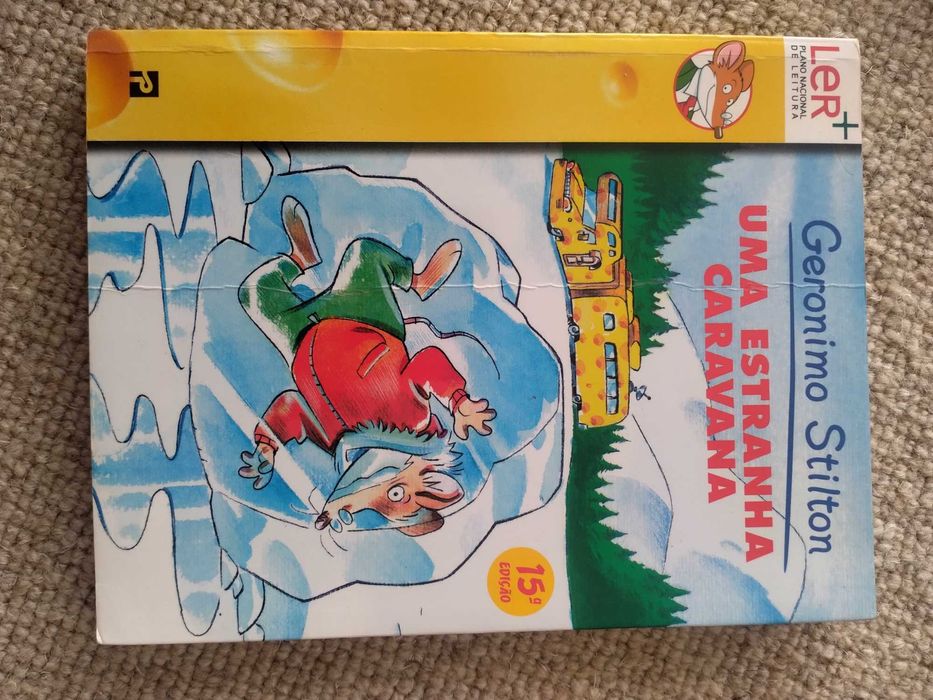 LeR+
PLANO NACIONAL
DE LEITURA
Geronimo Stilton
UMA ESTRANHA
CARAVANA
15ª
EDIÇÃO
P